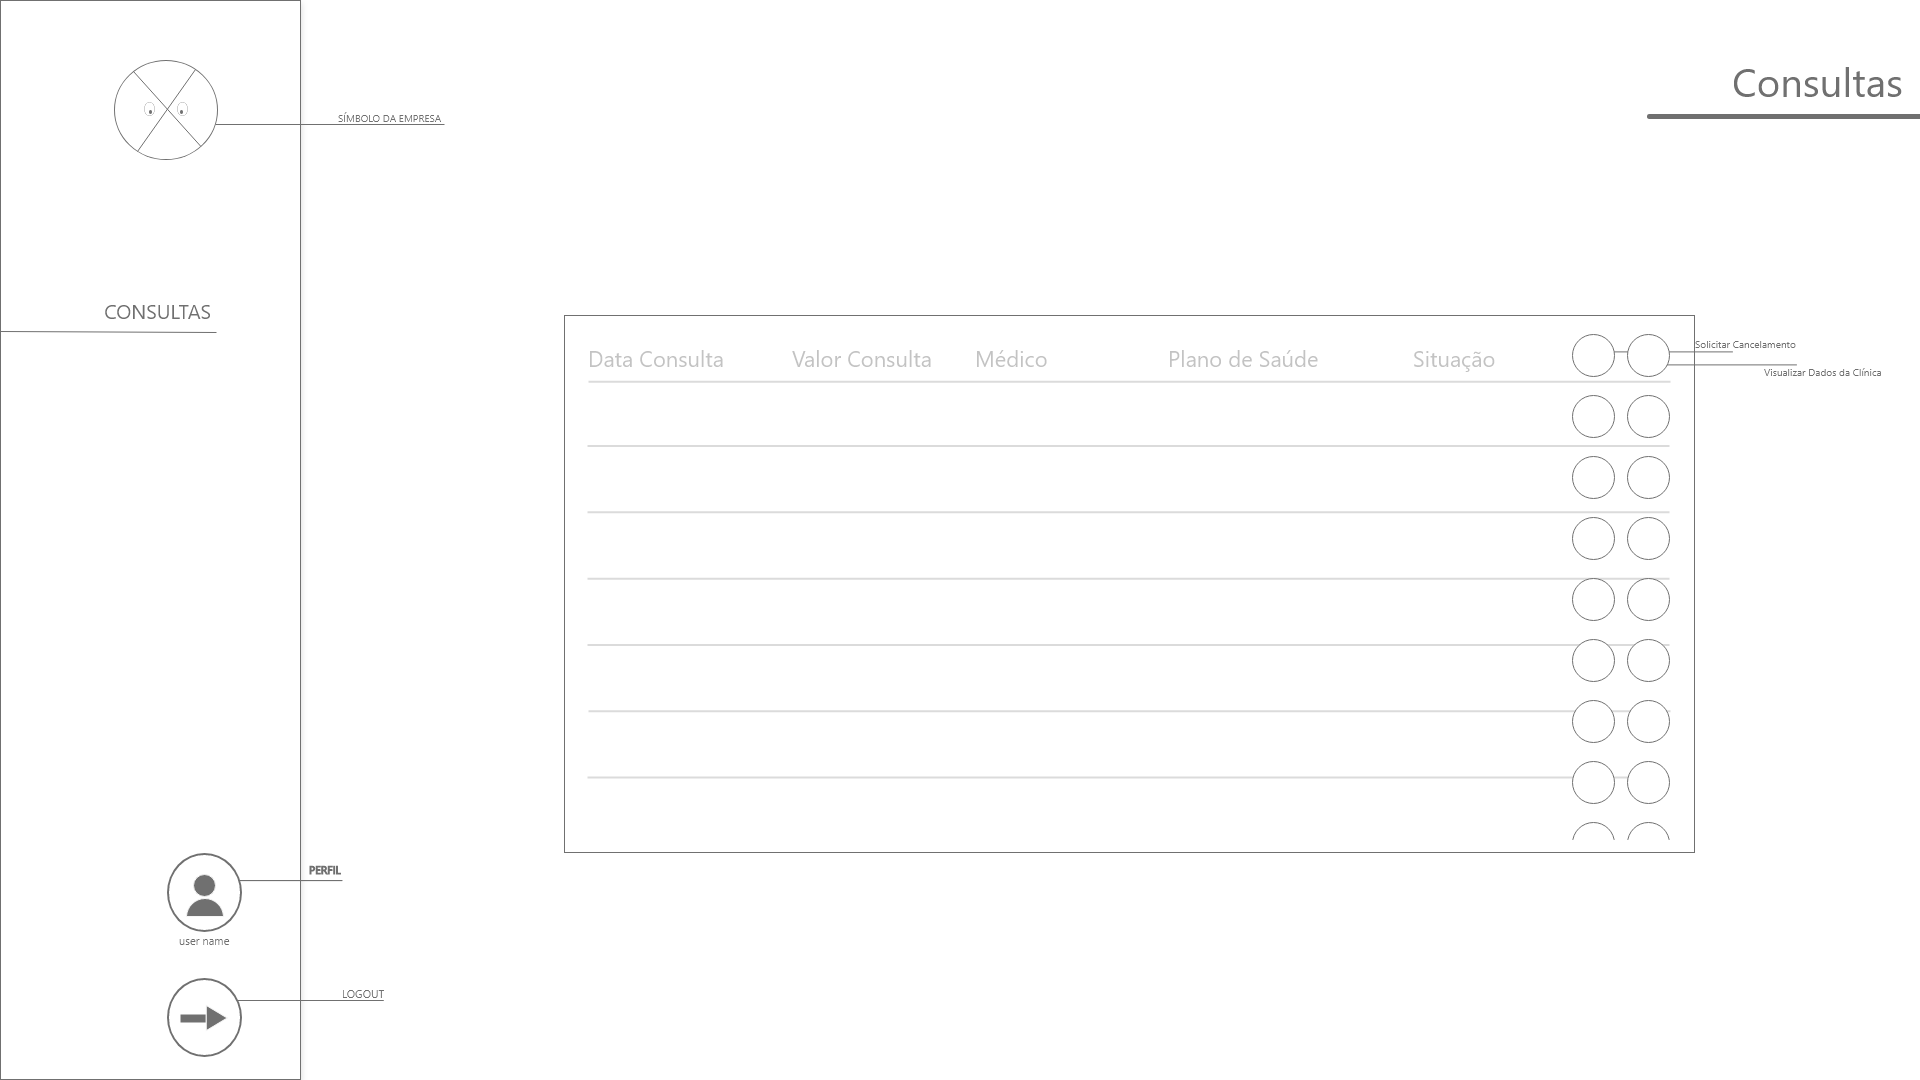 SÍMBOLO DA EMPRESA
Consultas
CONSULTAS
Data Consulta Valor Consulta Médico Plano de Saúde Situação
Solicitar Cancelamento
Visualizar Dados da Clínica
PERFIL
user name
LOGOUT